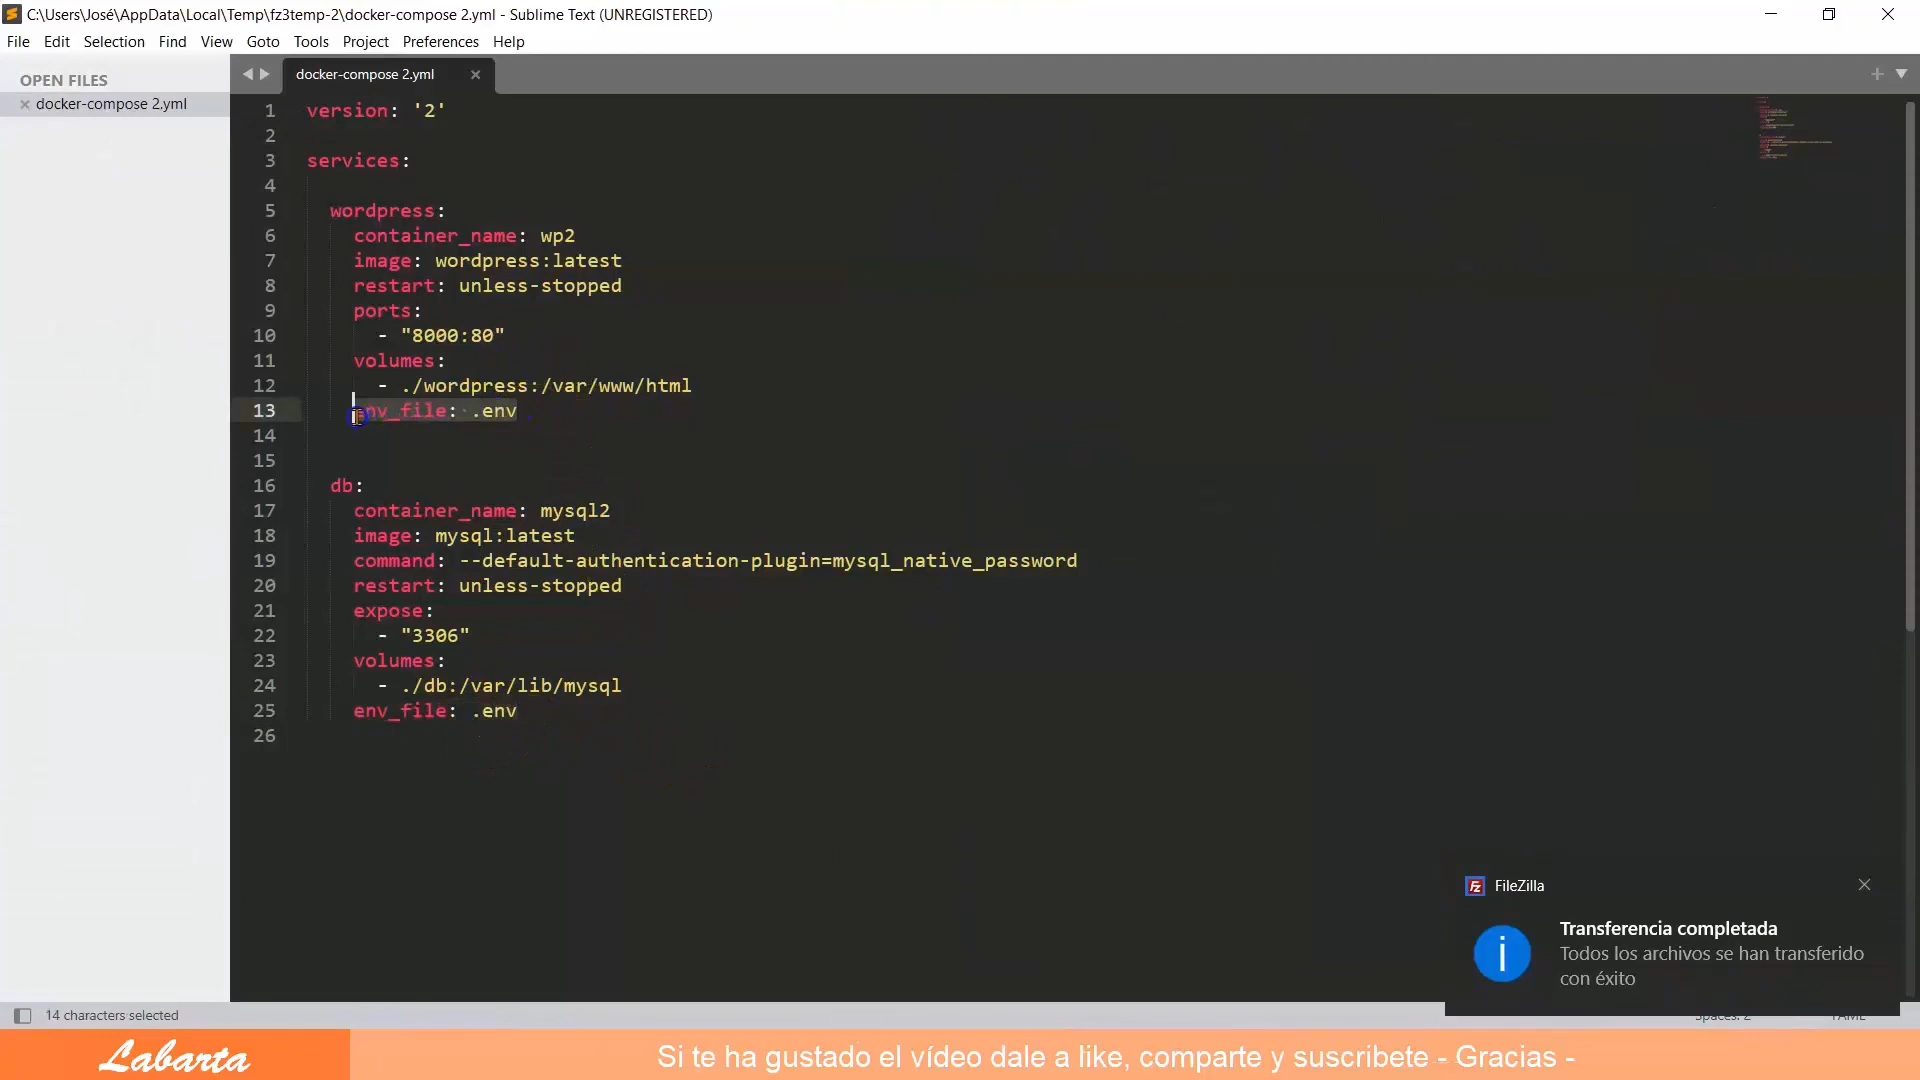 C:\Users\José\AppData\Local\Temp\fz3temp-2\docker-compose 2.yml - Sublime Text (UNREGISTERED)
File Edit Selection Find View Goto Tools Project Preferences Help
OPEN FILES
docker-compose 2.yml
docker-compose 2.yml
1 version: '2'
2
3 services:
4
5 wordpress:
6 container_name: wp2
7 image: wordpress:latest
8 restart: unless-stopped
9 ports:
10 - "8000:80"
11 volumes:
12 - ./wordpress:/var/www/html
13 env_file: .env
14
15
16 db:
17 container_name: mysql2
18 image: mysql:latest
19 command: --default-authentication-plugin=mysql_native_password
20 restart: unless-stopped
21 expose:
22 - "3306"
23 volumes:
24 - ./db:/var/lib/mysql
25 env_file: .env
26
FileZilla
Transferencia completada
Todos los archivos se han transferido
con éxito
14 characters selected
Spaces: 2 YAML
Labarta
Si te ha gustado el vídeo dale a like, comparte y suscribete - Gracias -